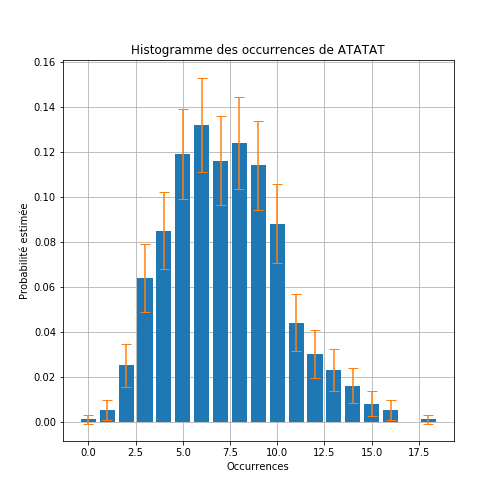 Histogramme des occurrences de ATATAT
0.16
0.14
0.12
0.10
0.08
0.06
0.04
0.02
0.00
Probabilité estimée
0.0 2.5 5.0 7.5 10.0 12.5 15.0 17.5
Occurrences